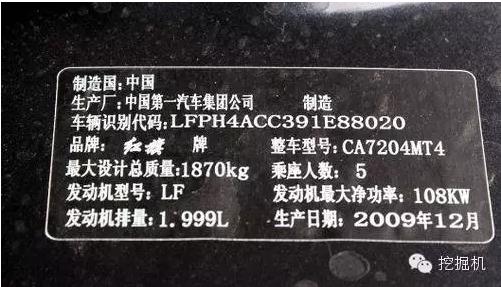 制造国:中国
生产厂:中国第一汽车集团公司 制造
车辆识别代码:LFPH4ACC391E88020
品牌:红旗 牌 整车型号:CA7204MT4
最大设计总质量:1870kg 乘座人数:5
发动机型号:LF 发动机最大净功率:108KW
发动机排量:1.999L 生产日期:2009年12月
挖掘机